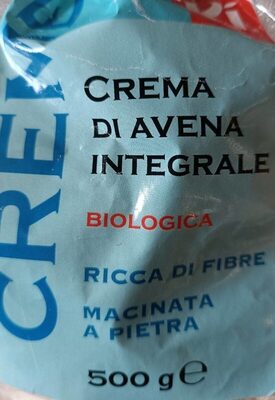 CREMA
DI AVENA
INTEGRALE
BIOLOGICA
RICCA DI FIBRE
MACINATA
A PIETRA
500 g e